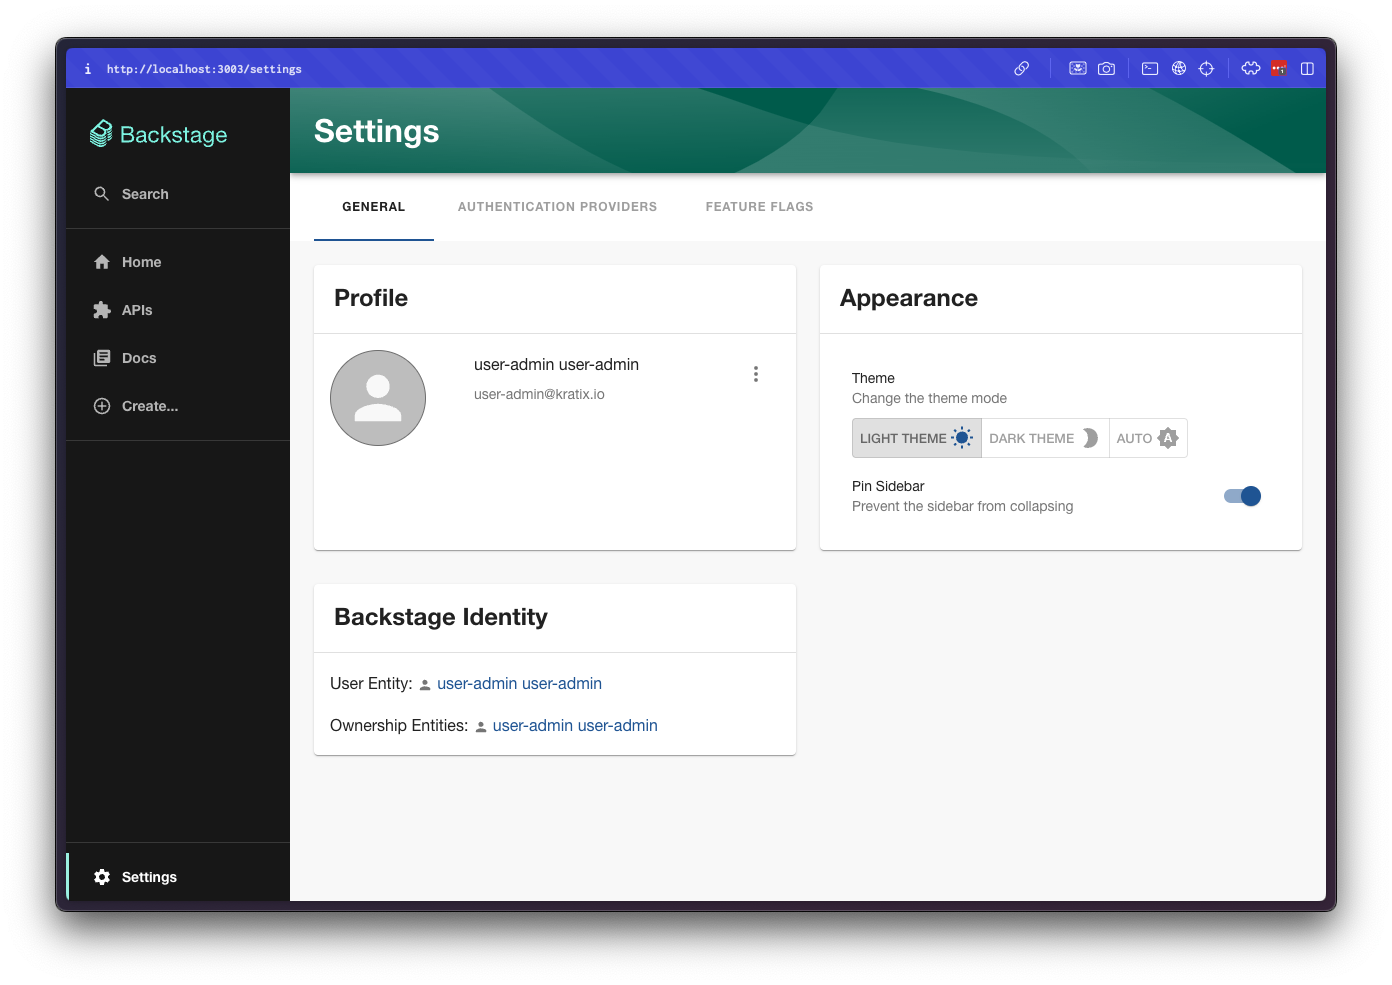 http://localhost:3003/settings
Backstage
Search
Home
APIs
Docs
Create...
Settings
Settings
GENERAL
AUTHENTICATION PROVIDERS
FEATURE FLAGS
Profile
user-admin user-admin
user-admin@kratix.io
Appearance
Theme
Change the theme mode
LIGHT THEME
DARK THEME
AUTO A
Pin Sidebar
Prevent the sidebar from collapsing
Backstage Identity
User Entity: user-admin user-admin
Ownership Entities: user-admin user-admin